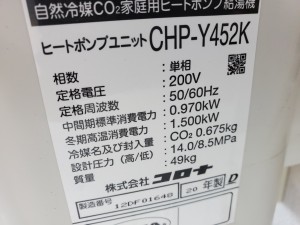 自然冷媒CO₂家庭用ヒートポンプ給湯機
ヒートポンプユニット CHP-Y452K
相数: 単相
定格電圧: 200V
定格周波数: 50/60Hz
中間期標準消費電力: 0.970kW
冬期高温消費電力: 1.500kW
冷媒名及び封入量: CO₂ 0.675kg
設計圧力(高/低): 14.0/8.5MPa
質量: 49kg
株式会社 コロナ
製造番号 12DF01648 20 年製 D